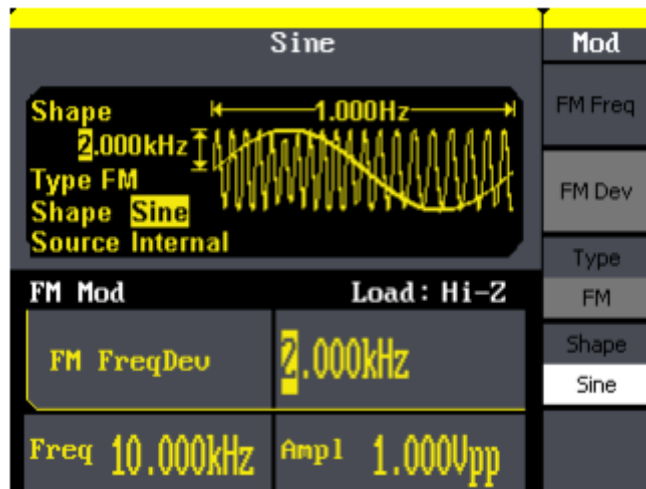 Sine
Mod
Shape
1.000Hz
2.000kHz
Type FM
Shape Sine
Source Internal
FM Mod Load: Hi-Z
FM FreqDev 2.000kHz
Freq 10.000kHz Ampl 1.000Vpp
FM Freq
FM Dev
Type
FM
Shape
Sine